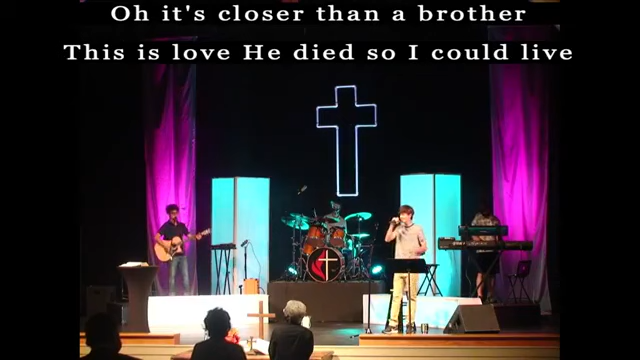 Oh it's closer than a brother
This is love He died so I could live